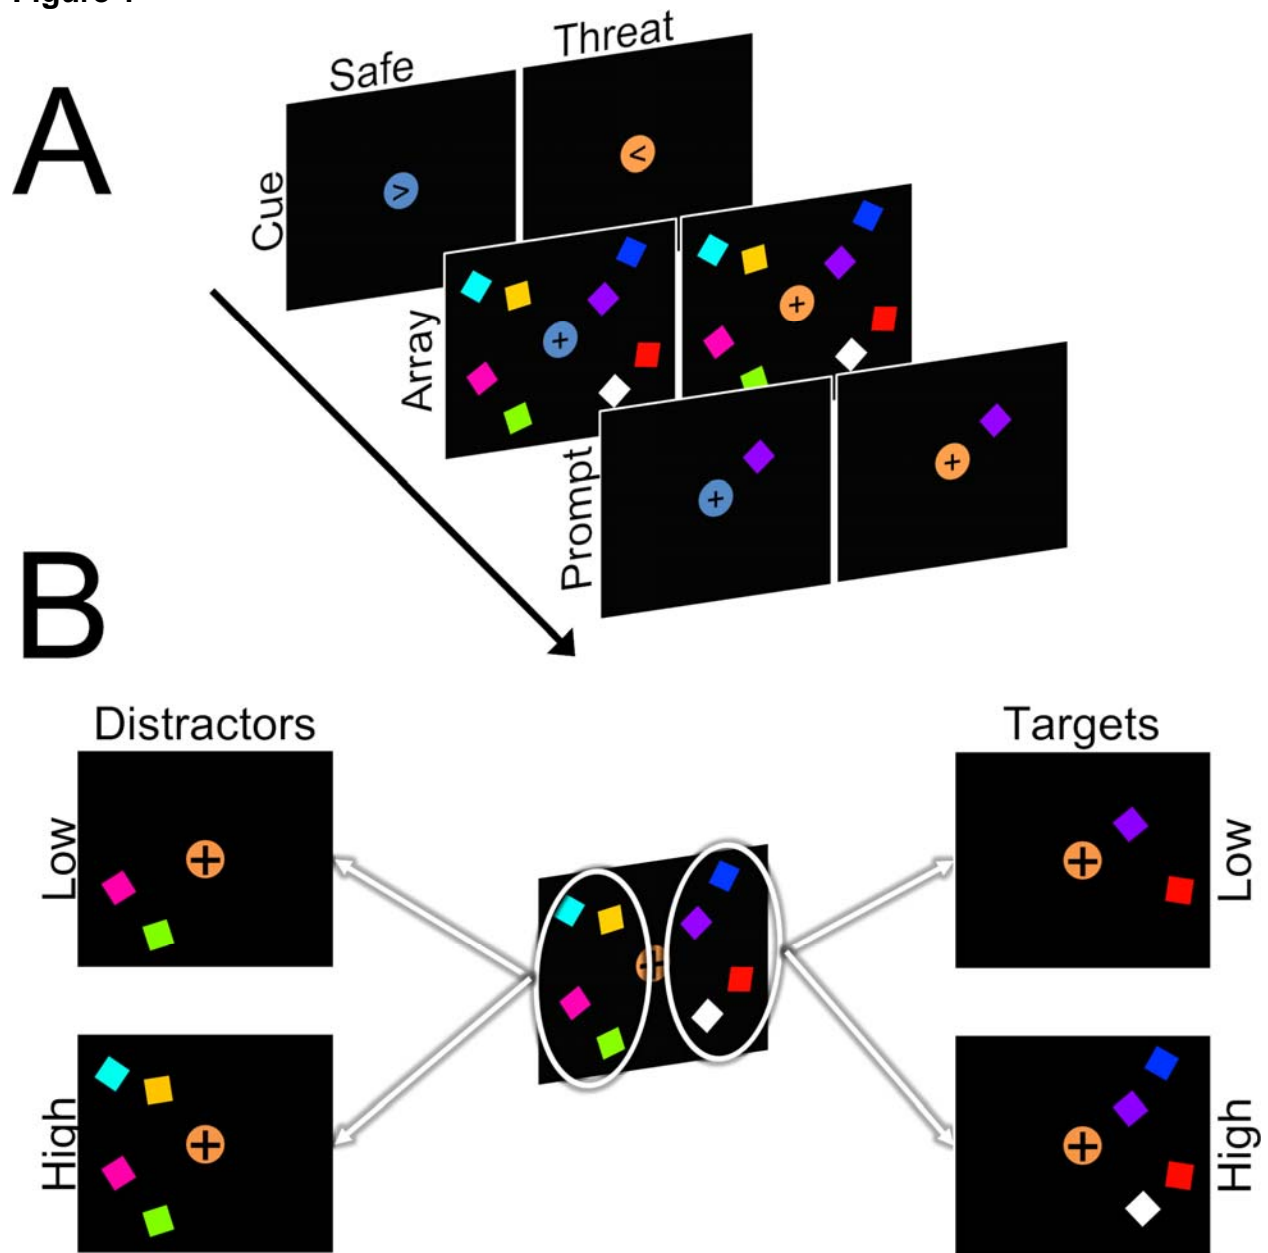 A
Safe
Threat
Cue
>
<
Array
+
+
Prompt
+
+
B
Distractors
Targets
Low
+
+
Low
+
High
+
+
High